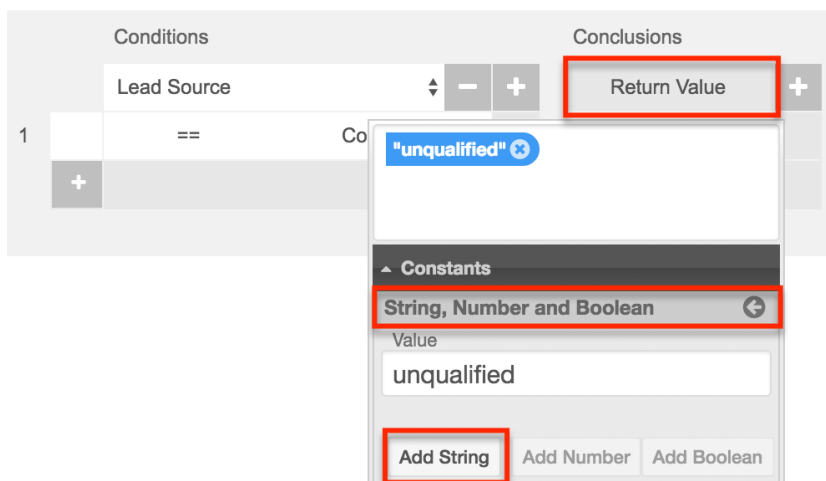 Conditions Conclusions
Lead Source Return Value
1 == Co
"unqualified"
Constants
String, Number and Boolean
Value
unqualified
Add String Add Number Add Boolean